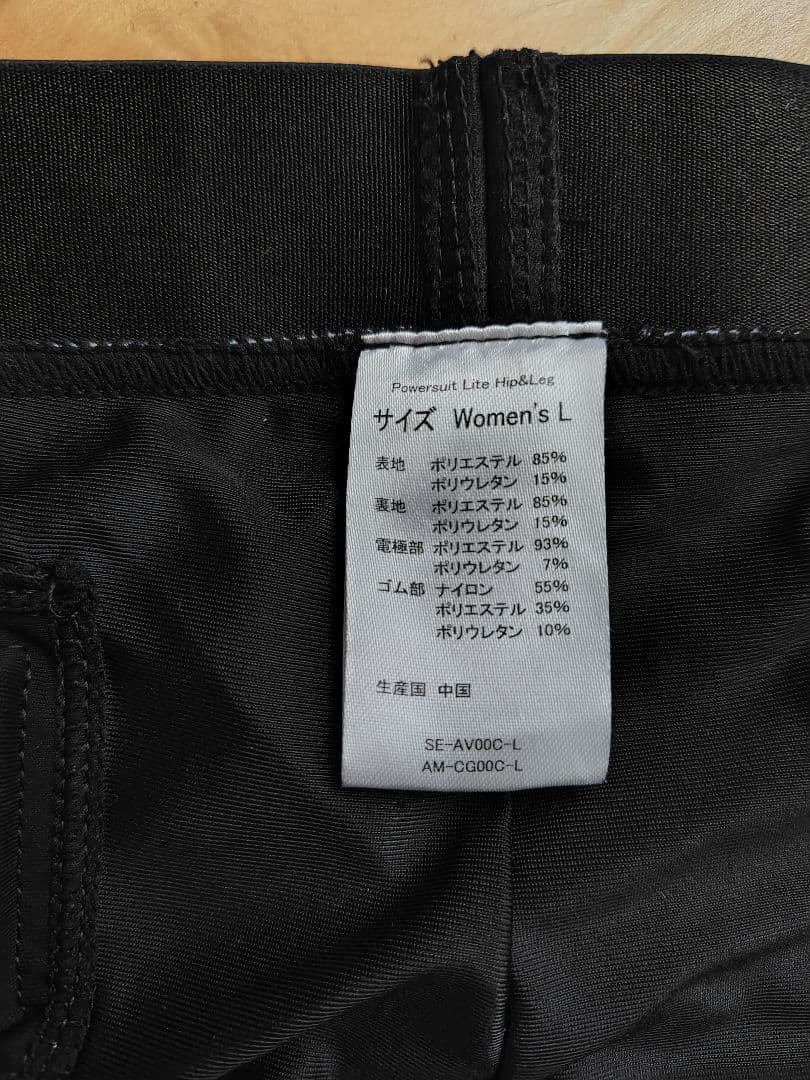 Powersuit Lite Hip&Leg
サイズ Women's L
表地 ポリエステル 85%
ポリウレタン 15%
裏地 ポリエステル 85%
ポリウレタン 15%
電極部 ポリエステル 93%
ポリウレタン 7%
ゴム部 ナイロン 55%
ポリエステル 35%
ポリウレタン 10%
生産国 中国
SE-AV00C-L
AM-CG00C-L